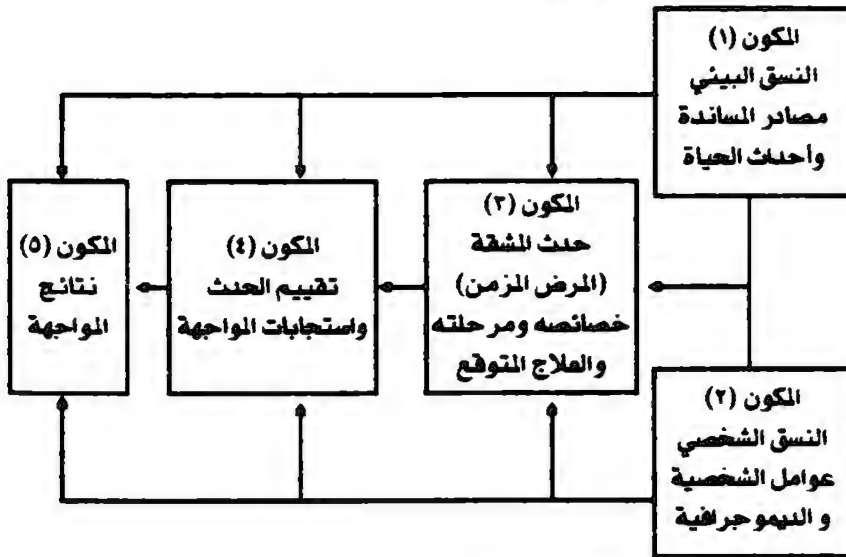 المكون (١)
النسق البيئي
مصادر المساندة
وأحداث الحياة
المكون (٢)
النسق الشخصي
عوامل الشخصية
و الديموجرافية
المكون (٣)
حدث المشقة
(المرض المزمن)
خصائصه ومرحلته
والعلاج المتوقع
المكون (٤)
تقييم الحدث
واستجابات المواجهة
المكون (٥)
نتائج
المواجهة